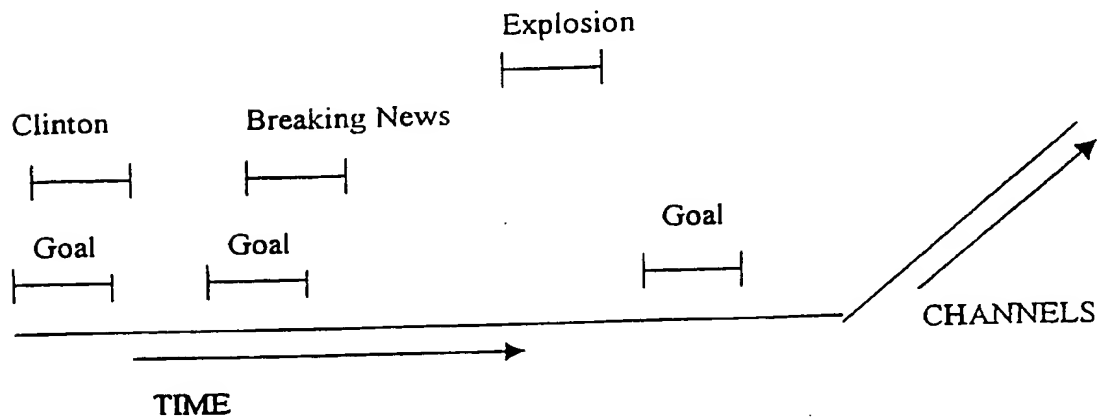 Explosion
Clinton
Breaking News
Goal
Goal
Goal
CHANNELS
TIME